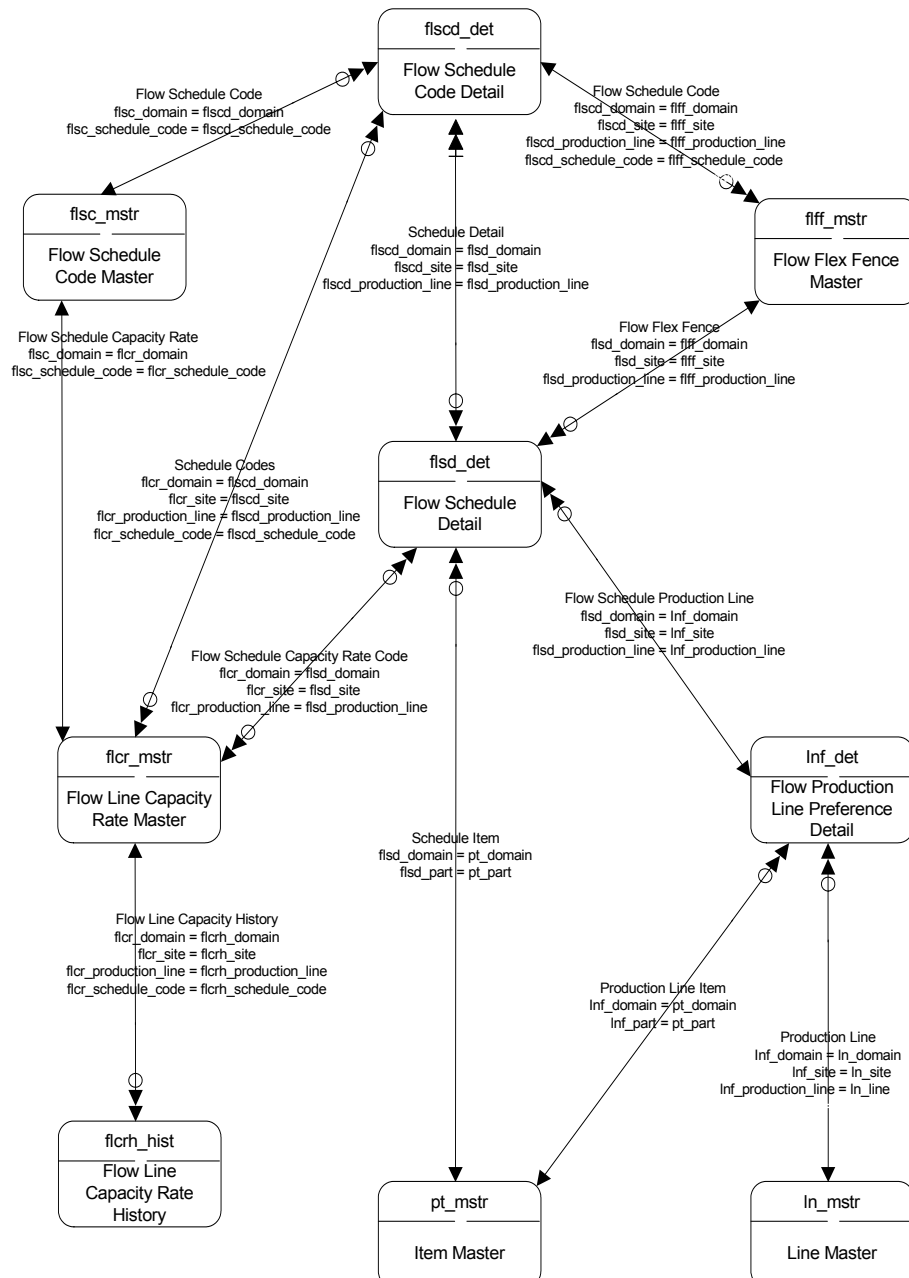 flscd_det
Flow Schedule
Code Detail
Flow Schedule Code
flsc_domain = flscd_domain
flsc_schedule_code = flscd_schedule_code
Flow Schedule Code
flscd_domain = flff_domain
flscd_site = flff_site
flscd_production_line = flff_production_line
flscd_schedule_code = flff_schedule_code
flsc_mstr
Flow Schedule
Code Master
flff_mstr
Flow Flex Fence
Master
Schedule Detail
flscd_domain = flsd_domain
flscd_site = flsd_site
flscd_production_line = flsd_production_line
Flow Schedule Capacity Rate
flsc_domain = flcr_domain
flsc_schedule_code = flcr_schedule_code
Flow Flex Fence
flsd_domain = flff_domain
flsd_site = flff_site
flsd_production_line = flff_production_line
Schedule Codes
flcr_domain = flscd_domain
flcr_site = flscd_site
flcr_production_line = flscd_production_line
flcr_schedule_code = flscd_schedule_code
flsd_det
Flow Schedule
Detail
Flow Schedule Production Line
flsd_domain = lnf_domain
flsd_site = lnf_site
flsd_production_line = lnf_production_line
Flow Schedule Capacity Rate Code
flcr_domain = flsd_domain
flcr_site = flsd_site
flcr_production_line = flsd_production_line
flcr_mstr
Flow Line Capacity
Rate Master
lnf_det
Flow Production
Line Preference
Detail
Schedule Item
flsd_domain = pt_domain
flsd_part = pt_part
Flow Line Capacity History
flcr_domain = flcrh_domain
flcr_site = flcrh_site
flcr_production_line = flcrh_production_line
flcr_schedule_code = flcrh_schedule_code
Production Line Item
lnf_domain = pt_domain
lnf_part = pt_part
Production Line
lnf_domain = ln_domain
lnf_site = ln_site
lnf_production_line = ln_line
flcrh_hist
Flow Line
Capacity Rate
History
pt_mstr
Item Master
ln_mstr
Line Master